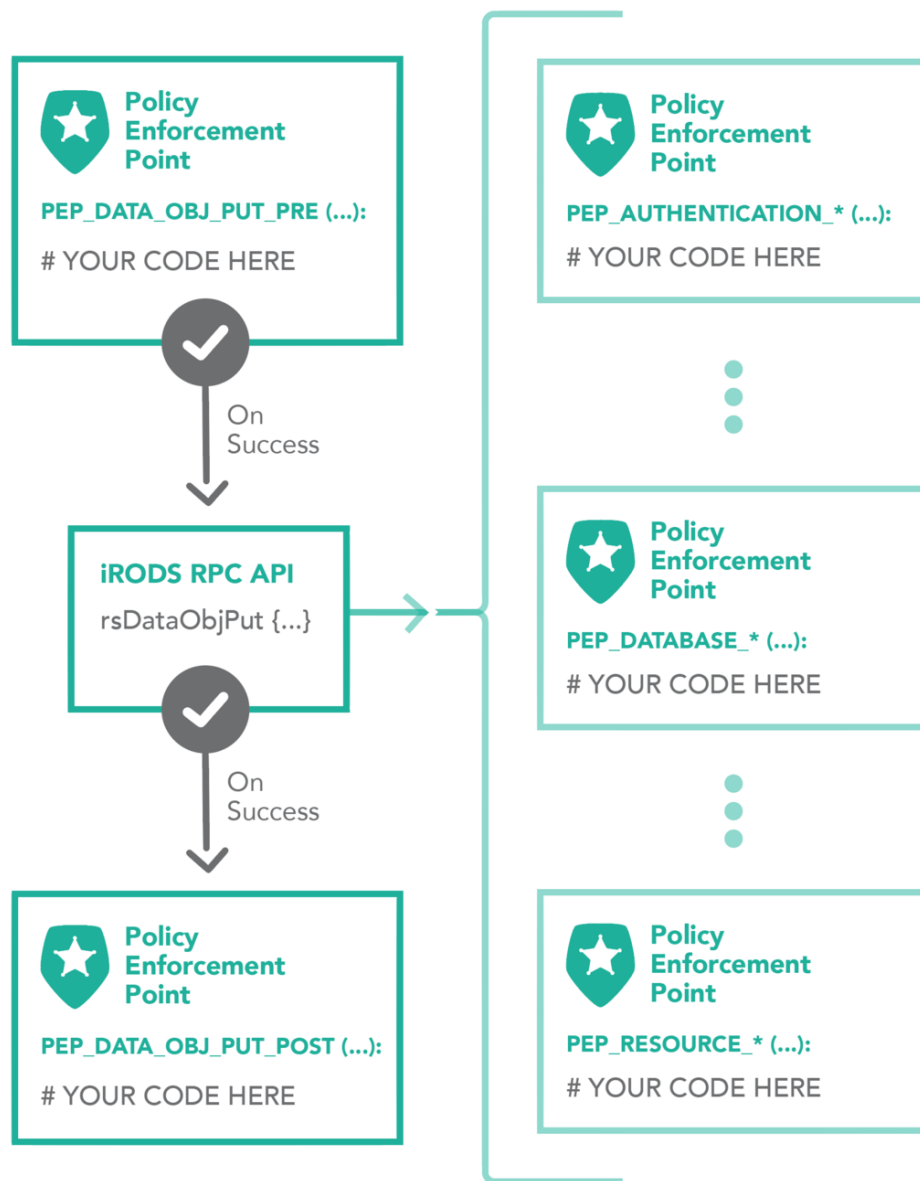 Policy
Enforcement
Point
PEP_DATA_OBJ_PUT_PRE (...):
# YOUR CODE HERE
On
Success
iRODS RPC API
rsDataObjPut {...}
On
Success
Policy
Enforcement
Point
PEP_DATA_OBJ_PUT_POST (...):
# YOUR CODE HERE
Policy
Enforcement
Point
PEP_AUTHENTICATION_* (...):
# YOUR CODE HERE
Policy
Enforcement
Point
PEP_DATABASE_* (...):
# YOUR CODE HERE
Policy
Enforcement
Point
PEP_RESOURCE_* (...):
# YOUR CODE HERE